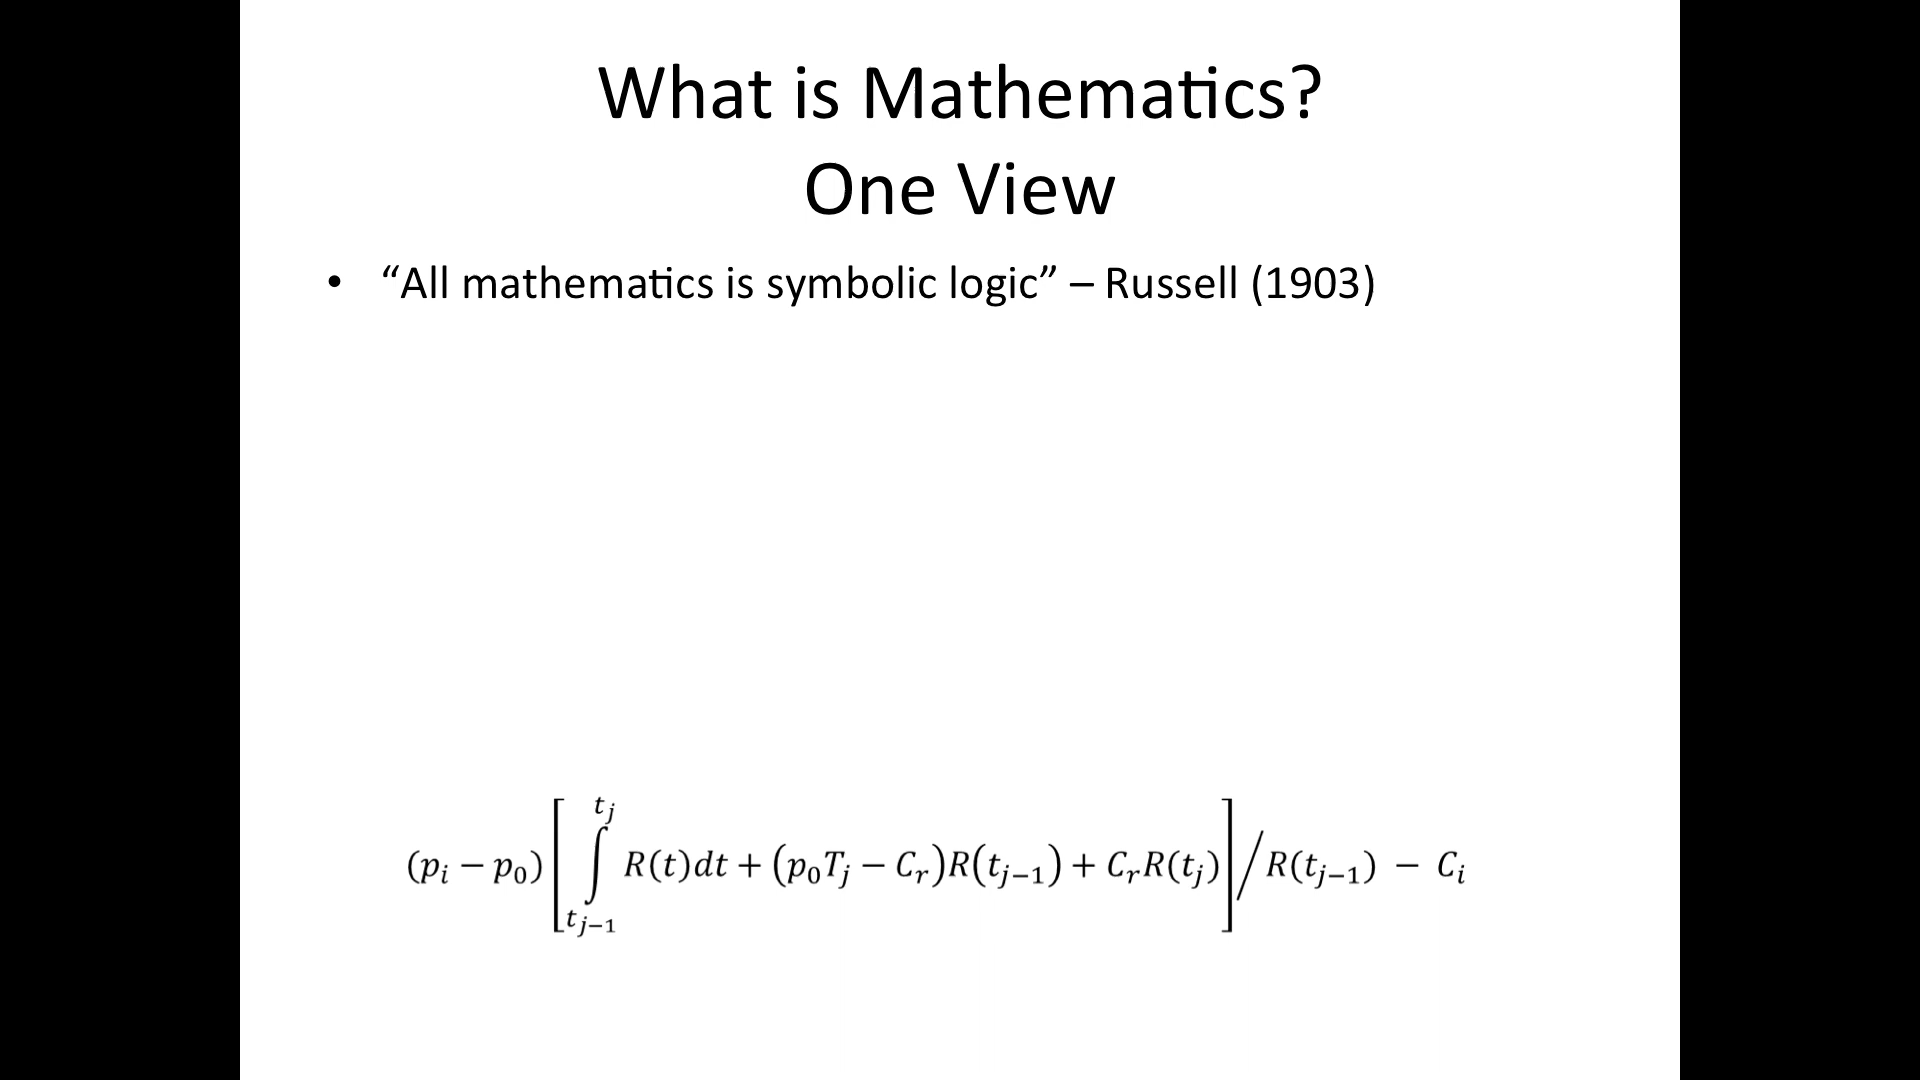 What is Mathematics?
One View
• “All mathematics is symbolic logic” – Russell (1903)
(p_i − p_0) [ ∫_{t_{j−1}}^{t_j} R(t)dt + (p_0T_j − C_r)R(t_{j−1}) + C_rR(t_j) ] / R(t_{j−1}) − C_i